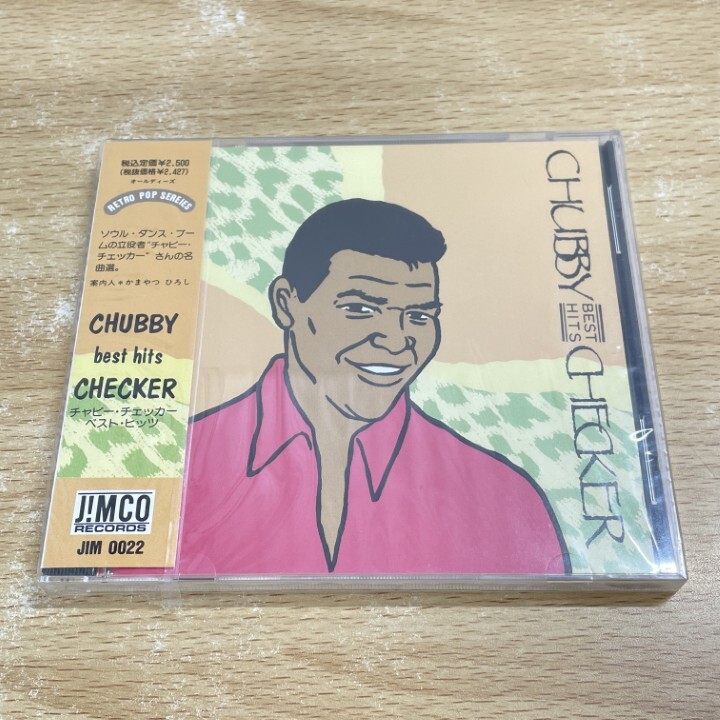 税込定価¥2,500
(税抜価格¥2,427)
オールディーズ
RETRO POP SEREIES
ソウル・ダンス・ブー
ムの立役者“チャビー・
チェッカー”さんの名
曲選。
案内人＊かまやつ ひろし
CHUBBY
best hits
CHECKER
チャビー・チェッカー
ベスト・ヒッツ
J!MCO
RECORDS
JIM 0022
CHUBBY
BEST
HITS
CHECKER